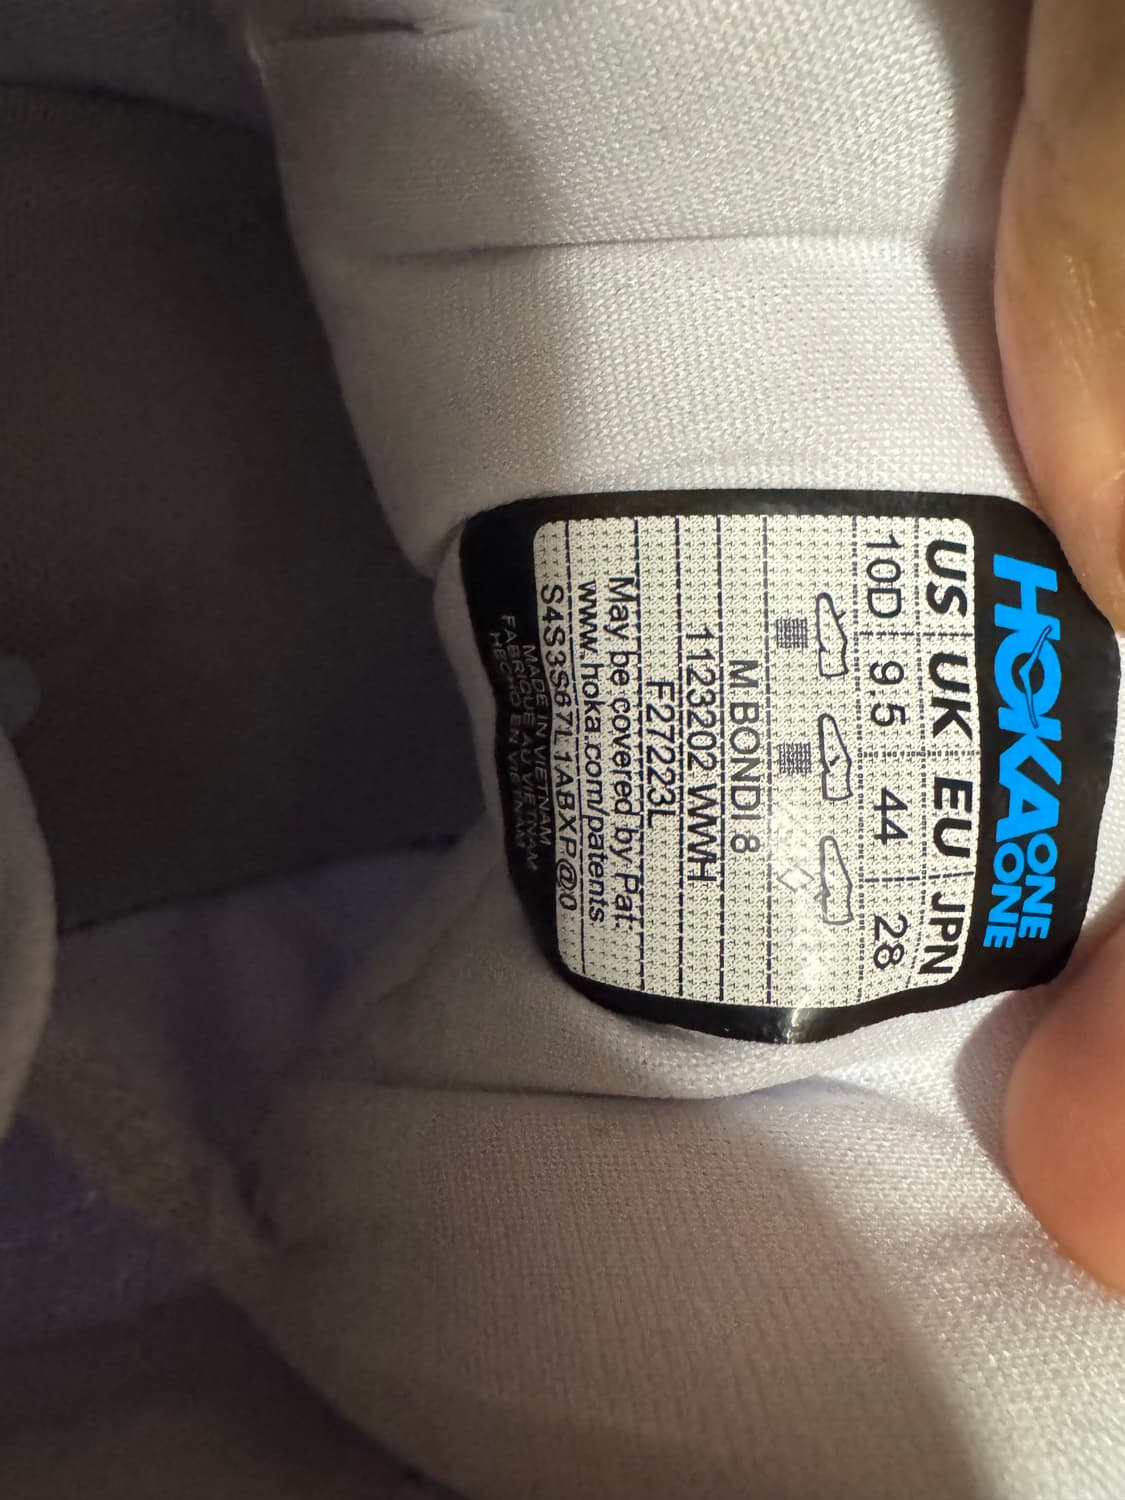 HOKA ONE ONE
US UK EU JPN
10D 9.5 44 28
M BONDI 8
1123202 WWH
F27223L
May be covered by Pat.
www.hoka.com/patents
S4S3S67L1ABXP@0
MADE IN VIETNAM
FABRIQUE AU VIETNAM
HECHO EN VIETNAM